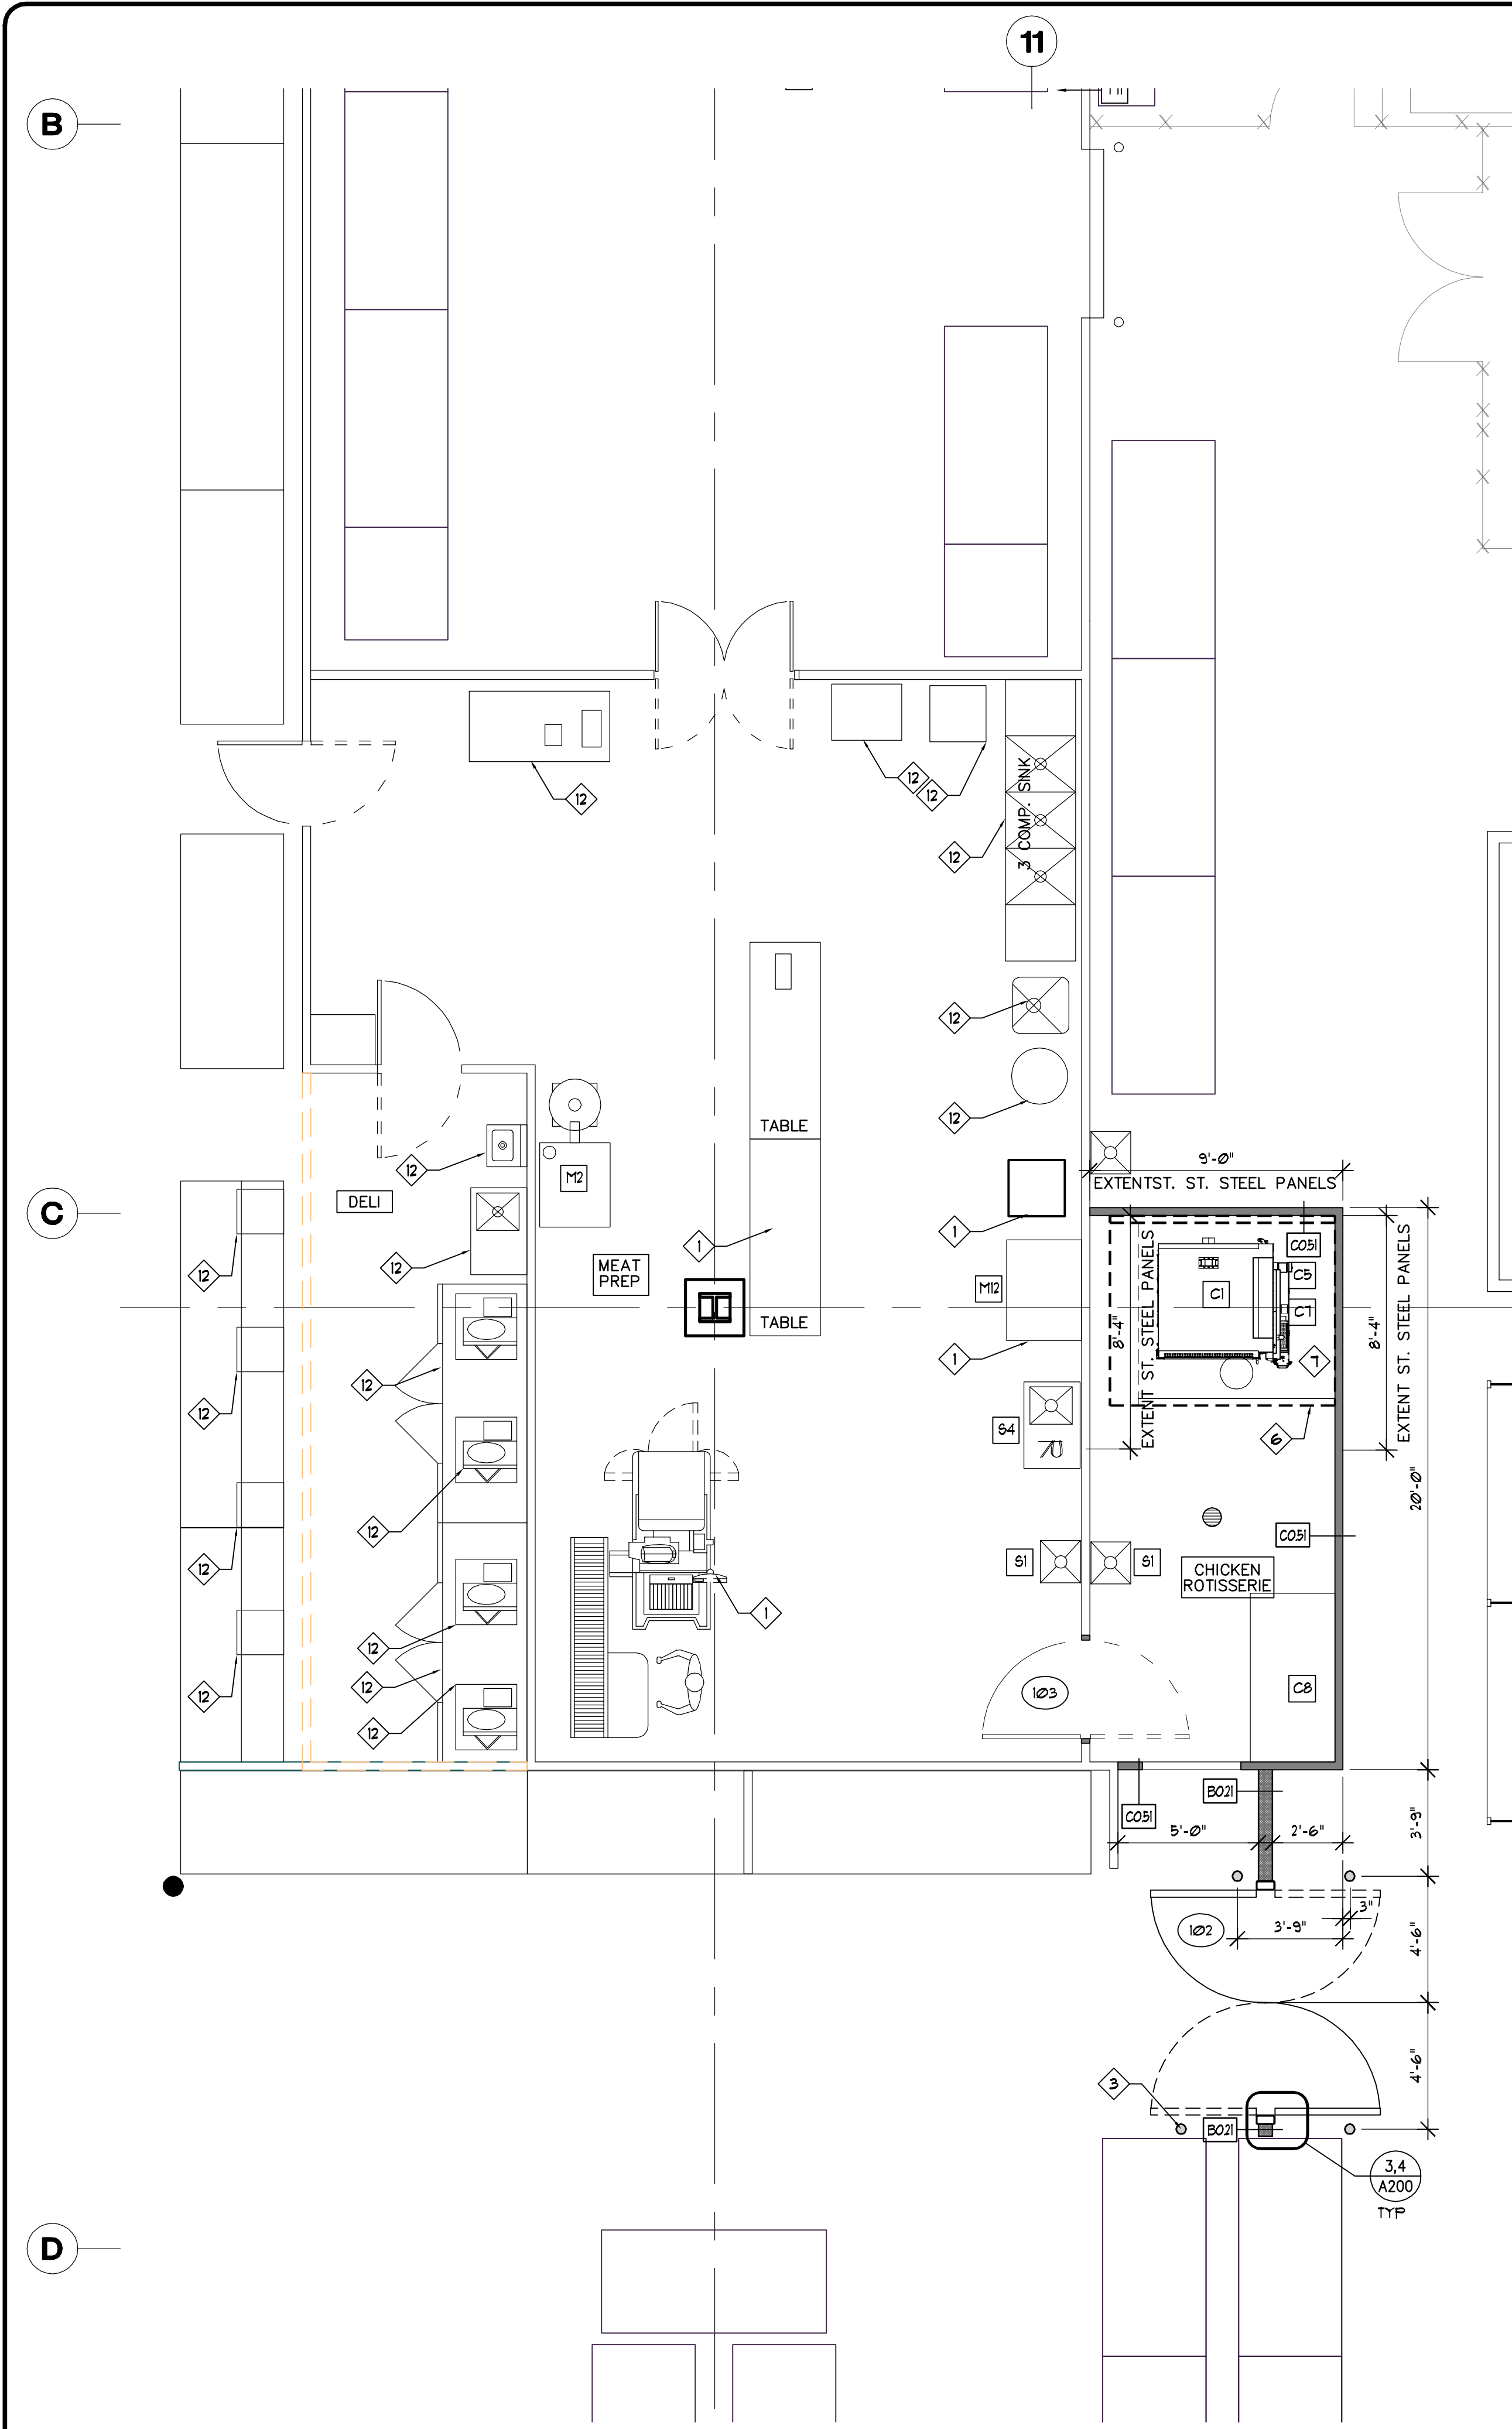 11
B
12
12
12
3 COMP. SINK
12
12
12
TABLE
9'-0"
EXTENTST. ST. STEEL PANELS
12
M2
DELI
C
12
12
MEAT
PREP
1
1
M12
C051
C5
C1
EXTENT ST. STEEL PANELS
8'-4"
EXTENT ST. STEEL PANELS
8'-4"
TABLE
1
7
12
12
S4
6
20'-0"
12
C051
12
S1
S1
CHICKEN
ROTISSERIE
1
12
12
12
12
103
C8
B021
C051
5'-0"
2'-6"
3'-9"
3"
102
3'-9"
4'-6"
4'-6"
3
B021
3,4
A200
TYP
D